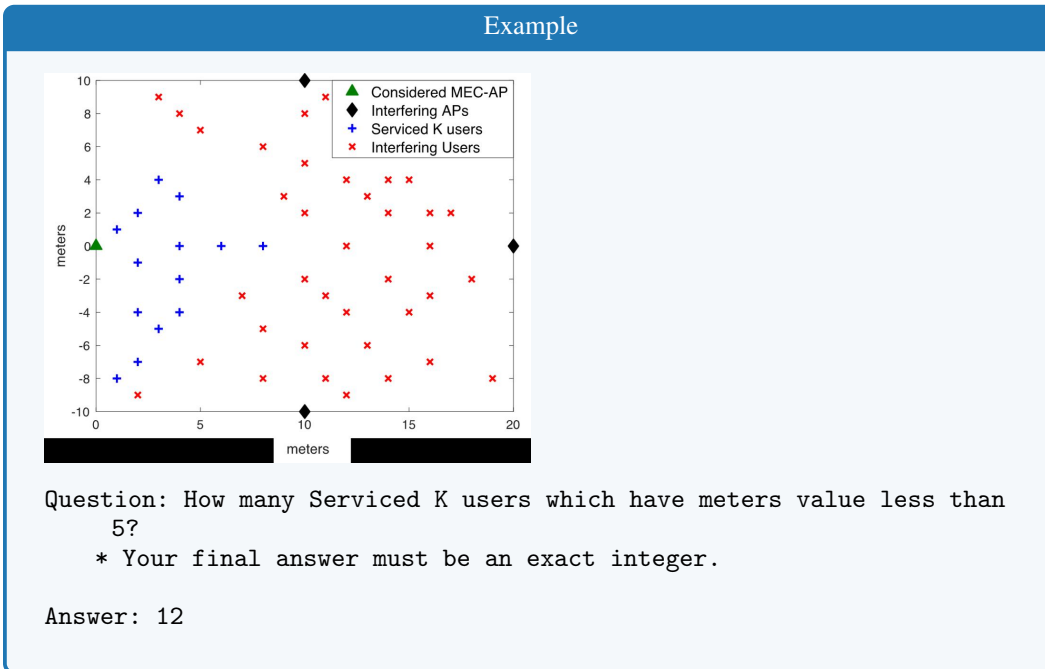 Example
10
8
6
4
2
0
-2
-4
-6
-8
-10
meters
Considered MEC-AP
Interfering APs
Serviced K users
Interfering Users
0 5 10 15 20
meters
Question: How many Serviced K users which have meters value less than
5?
* Your final answer must be an exact integer.
Answer: 12